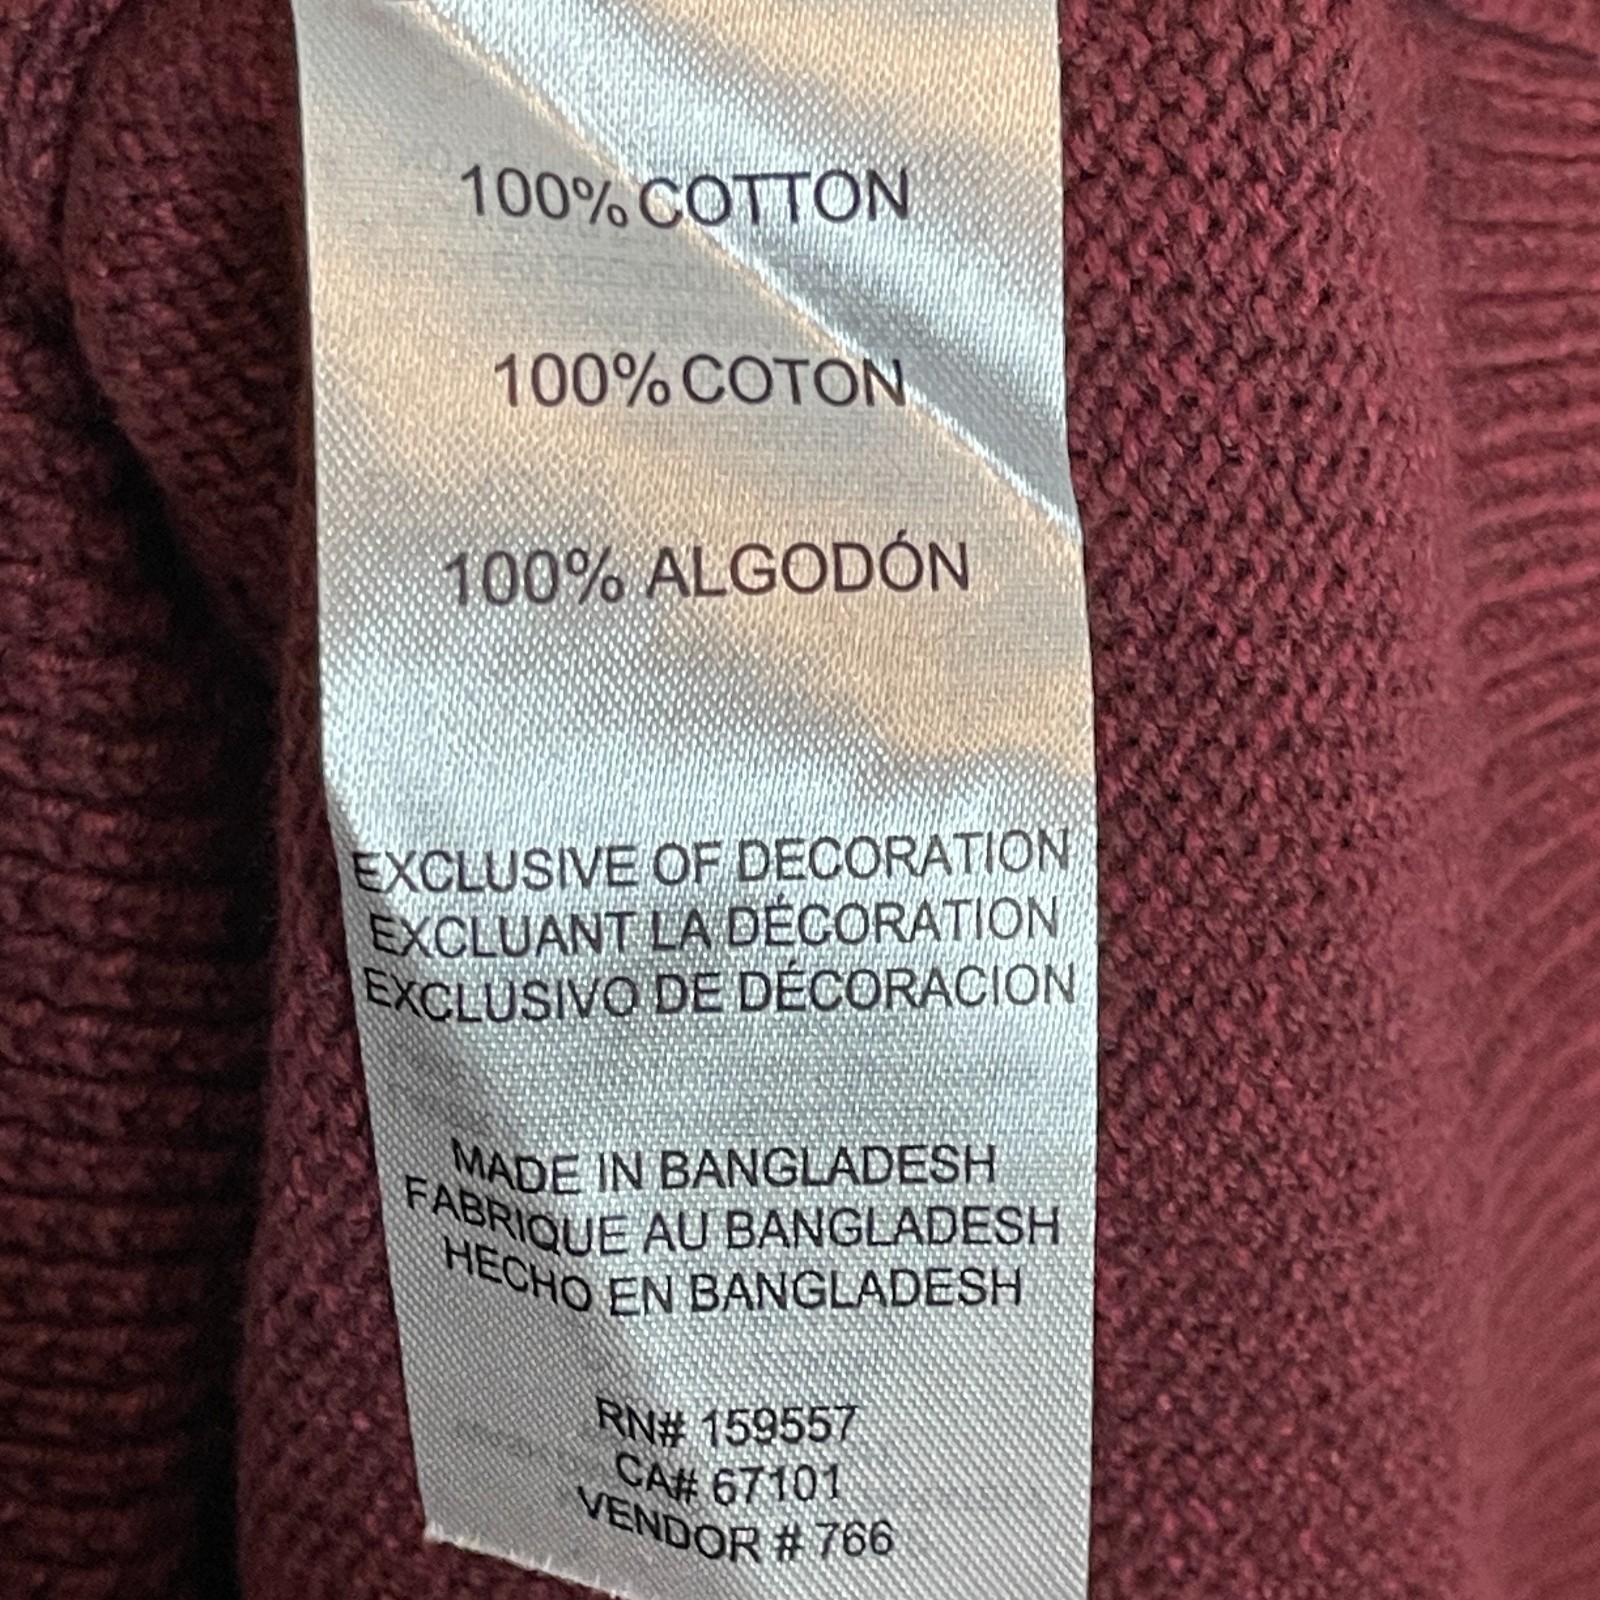 100% COTTON
100% COTON
100% ALGODÓN
EXCLUSIVE OF DECORATION
EXCLUANT LA DÉCORATION
EXCLUSIVO DE DÉCORACION
MADE IN BANGLADESH
FABRIQUE AU BANGLADESH
HECHO EN BANGLADESH
RN# 159557
CA# 67101
VENDOR # 766